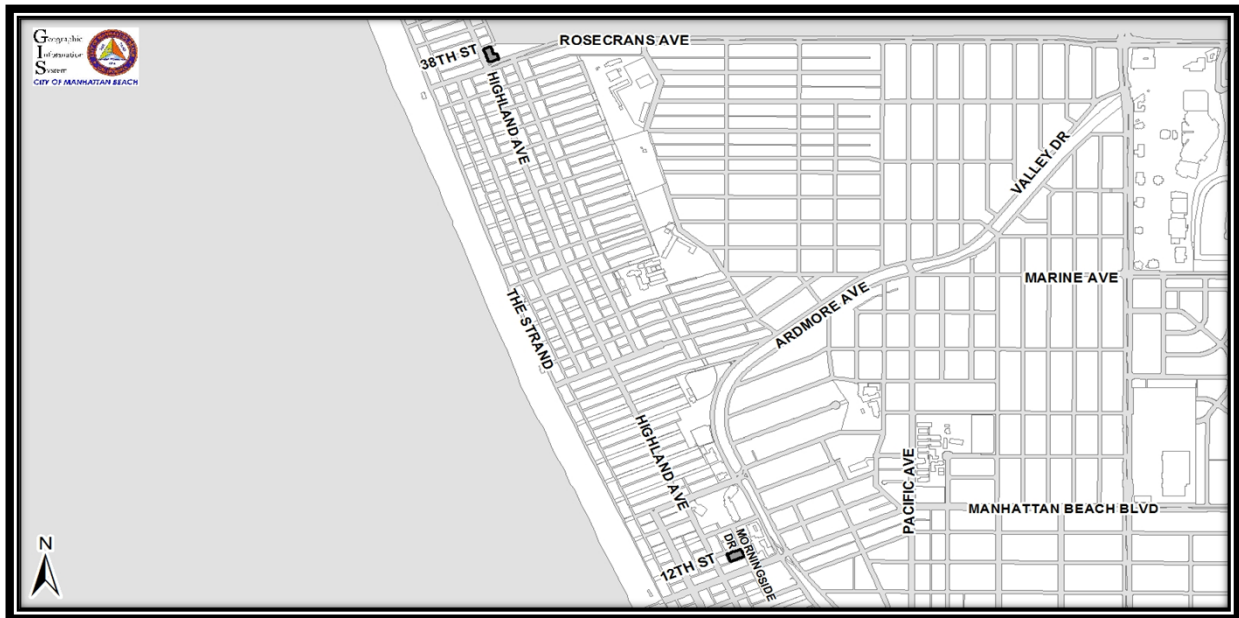 Geographic
Information
System
CITY OF MANHATTAN BEACH
38TH ST
ROSECRANS AVE
HIGHLAND AVE
VALLEY DR
MARINE AVE
THE STRAND
ARDMORE AVE
HIGHLAND AVE
PACIFIC AVE
MANHATTAN BEACH BLVD
12TH ST
MORNINGSIDE
DR
N